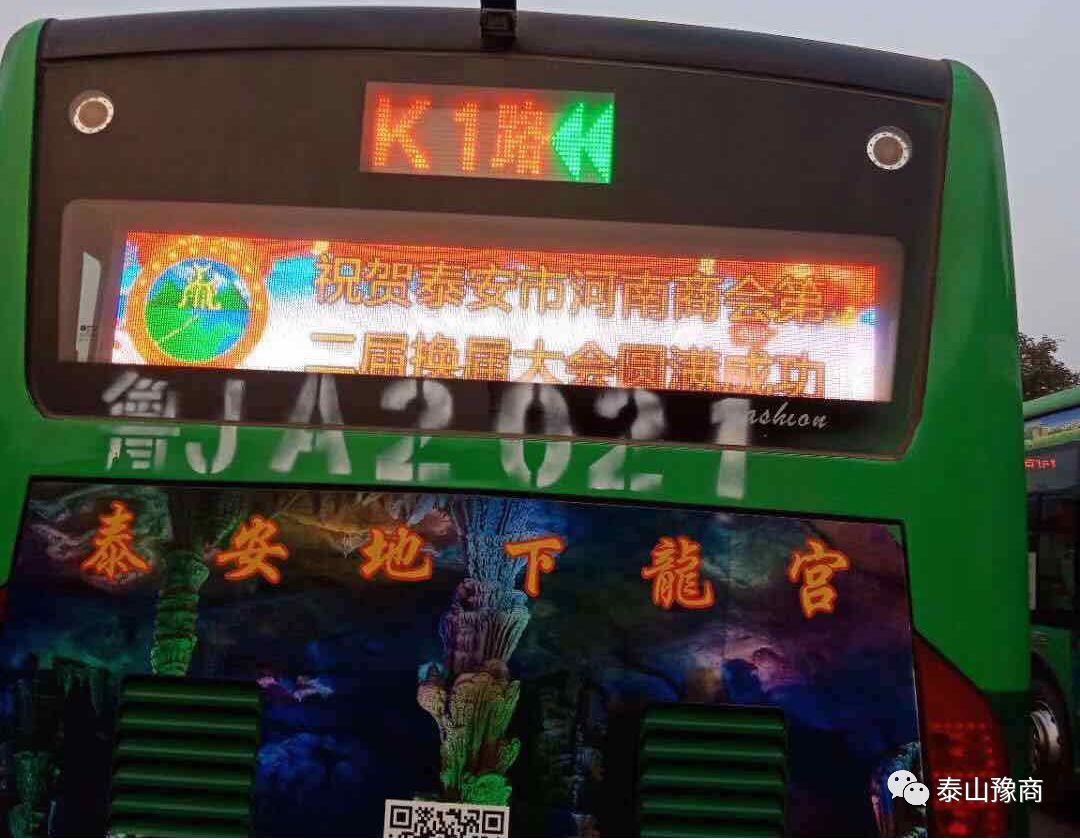 K1路
祝贺泰安市河南商会第
二届换届大会圆满成功
Fashion
鲁JA2021
泰安地下龍宫
泰山豫商